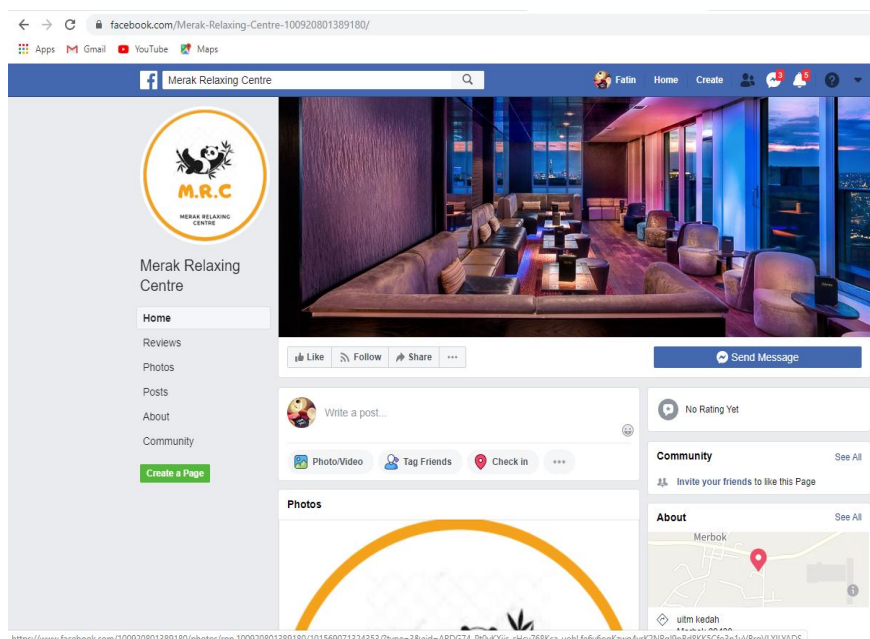 facebook.com/Merak-Relaxing-Centre-100920801389180/
Apps Gmail YouTube Maps
Merak Relaxing Centre
Fatin Home Create 3 5
M.R.C
MERAK RELAXING
CENTRE
Merak Relaxing
Centre
Home
Reviews
Photos
Posts
About
Community
Create a Page
Like Follow Share
Send Message
Write a post...
Photo/Video Tag Friends Check in
Photos
No Rating Yet
Community See All
Invite your friends to like this Page
About See All
Merbok
uitm kedah